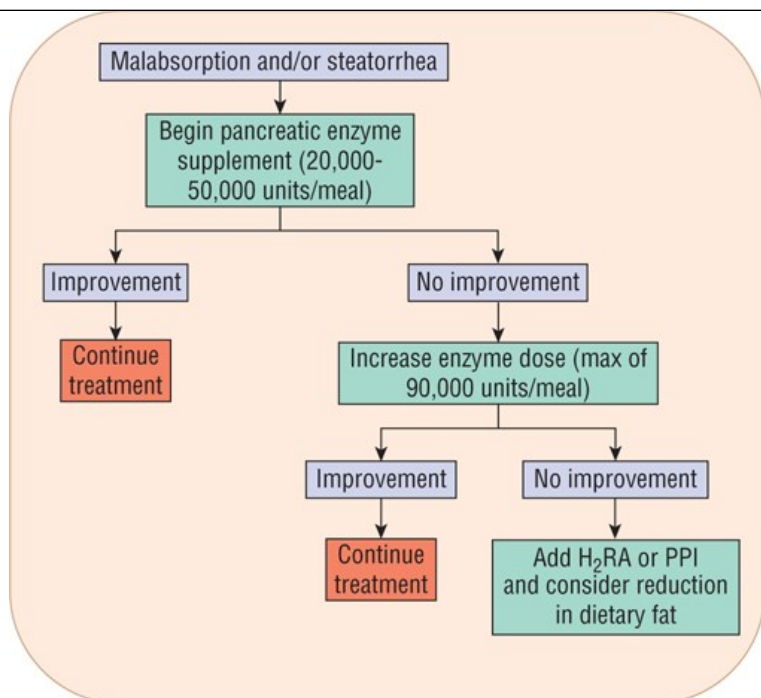 Malabsorption and/or steatorrhea
Begin pancreatic enzyme
supplement (20,000-
50,000 units/meal)
Improvement
No improvement
Continue
treatment
Increase enzyme dose (max of
90,000 units/meal)
Improvement
No improvement
Continue
treatment
Add H₂RA or PPI
and consider reduction
in dietary fat